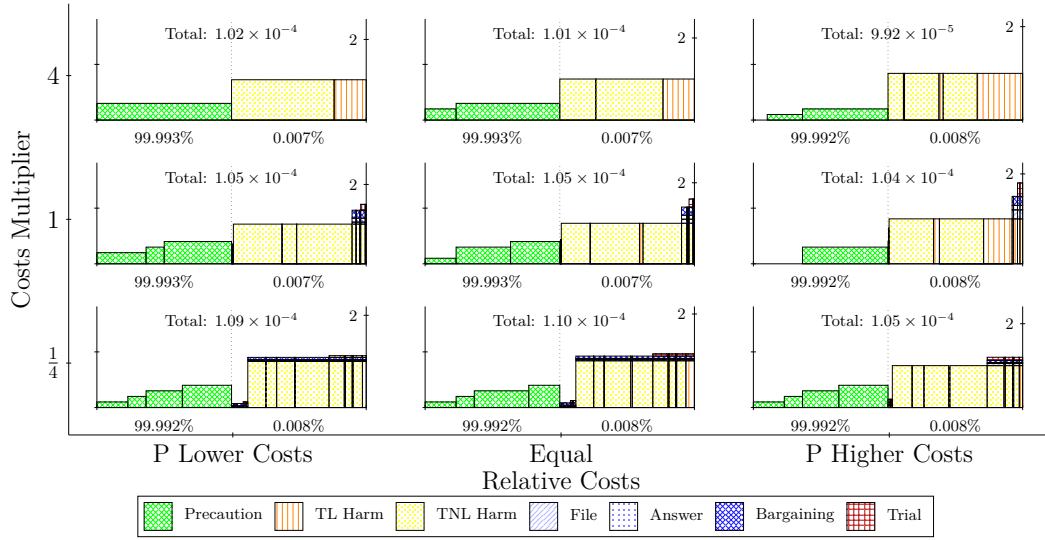 Total: 1.02 × 10⁻⁴
2
Total: 1.01 × 10⁻⁴
2
Total: 9.92 × 10⁻⁵
2
4
99.993%
0.007%
99.993%
0.007%
99.992%
0.008%
Total: 1.05 × 10⁻⁴
2
Total: 1.05 × 10⁻⁴
2
Total: 1.04 × 10⁻⁴
2
Costs Multiplier
1
99.993%
0.007%
99.993%
0.007%
99.992%
0.008%
Total: 1.09 × 10⁻⁴
2
Total: 1.10 × 10⁻⁴
2
Total: 1.05 × 10⁻⁴
2
1/4
99.992%
0.008%
99.992%
0.008%
99.992%
0.008%
P Lower Costs
Equal
P Higher Costs
Relative Costs
Precaution
TL Harm
TNL Harm
File
Answer
Bargaining
Trial